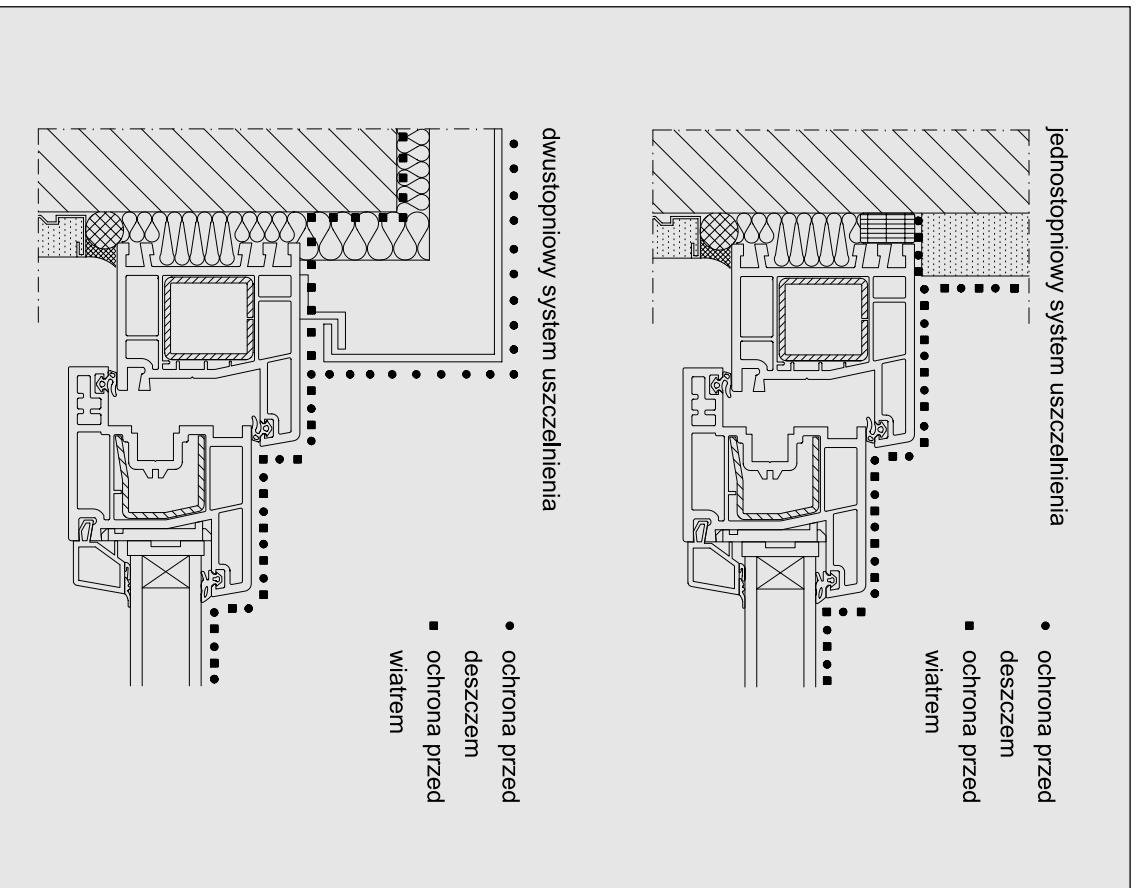 jednostopniowy system uszczelnienia
● ochrona przed
deszczem
■ ochrona przed
wiatrem
dwustopniowy system uszczelnienia
● ochrona przed
deszczem
■ ochrona przed
wiatrem